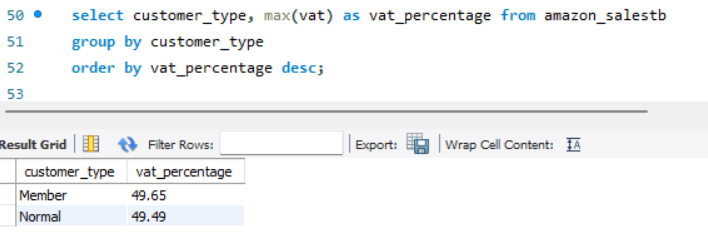 50 select customer_type, max(vat) as vat_percentage from amazon_salestb
51 group by customer_type
52 order by vat_percentage desc;
53
Result Grid Filter Rows: Export: Wrap Cell Content: IA
customer_type vat_percentage
Member 49.65
Normal 49.49